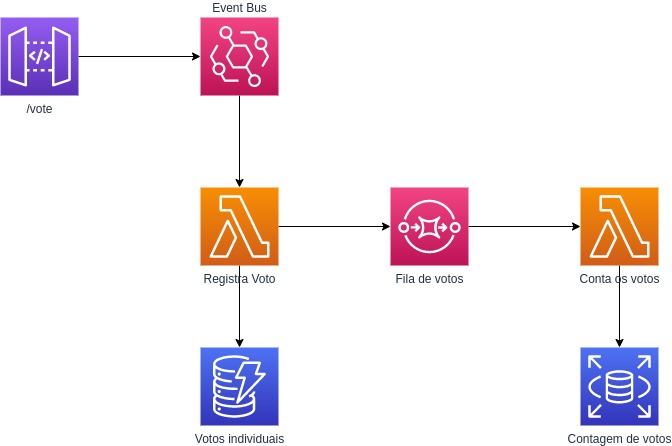 Event Bus
/vote
Registra Voto
Fila de votos
Conta os votos
Votos individuais
Contagem de votos